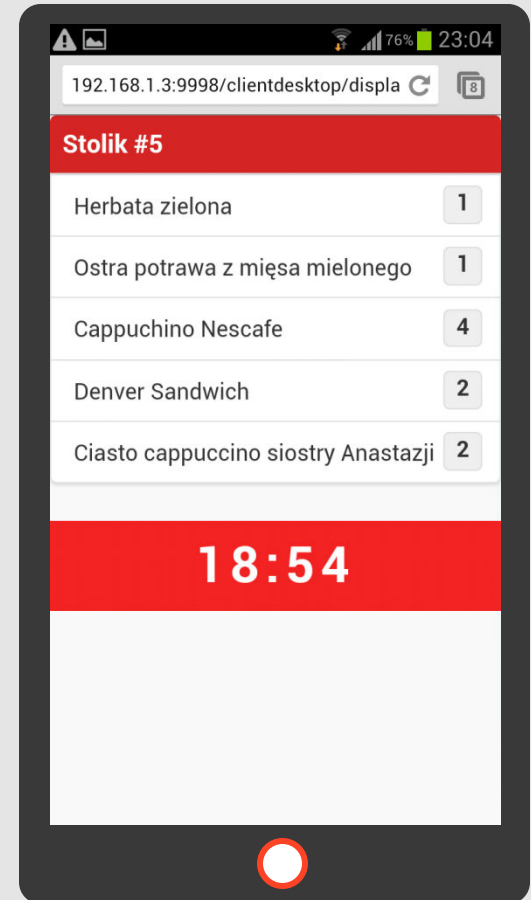 76% 23:04
192.168.1.3:9998/clientdesktop/displa 8
Stolik #5
Herbata zielona 1
Ostra potrawa z mięsa mielonego 1
Cappuchino Nescafe 4
Denver Sandwich 2
Ciasto cappuccino siostry Anastazji 2
18:54